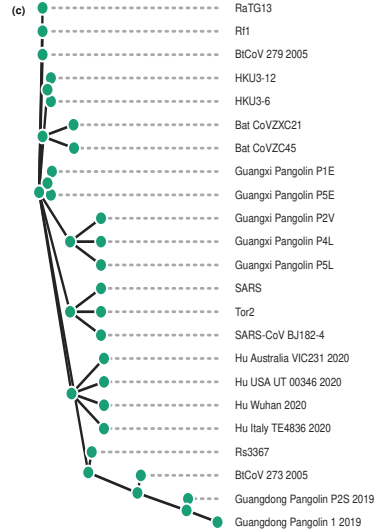 (c)
RaTG13
Rf1
BtCoV 279 2005
HKU3-12
HKU3-6
Bat CoVZXC21
Bat CoVZC45
Guangxi Pangolin P1E
Guangxi Pangolin P5E
Guangxi Pangolin P2V
Guangxi Pangolin P4L
Guangxi Pangolin P5L
SARS
Tor2
SARS-CoV BJ182-4
Hu Australia VIC231 2020
Hu USA UT 00346 2020
Hu Wuhan 2020
Hu Italy TE4836 2020
Rs3367
BtCoV 273 2005
Guangdong Pangolin P2S 2019
Guangdong Pangolin 1 2019